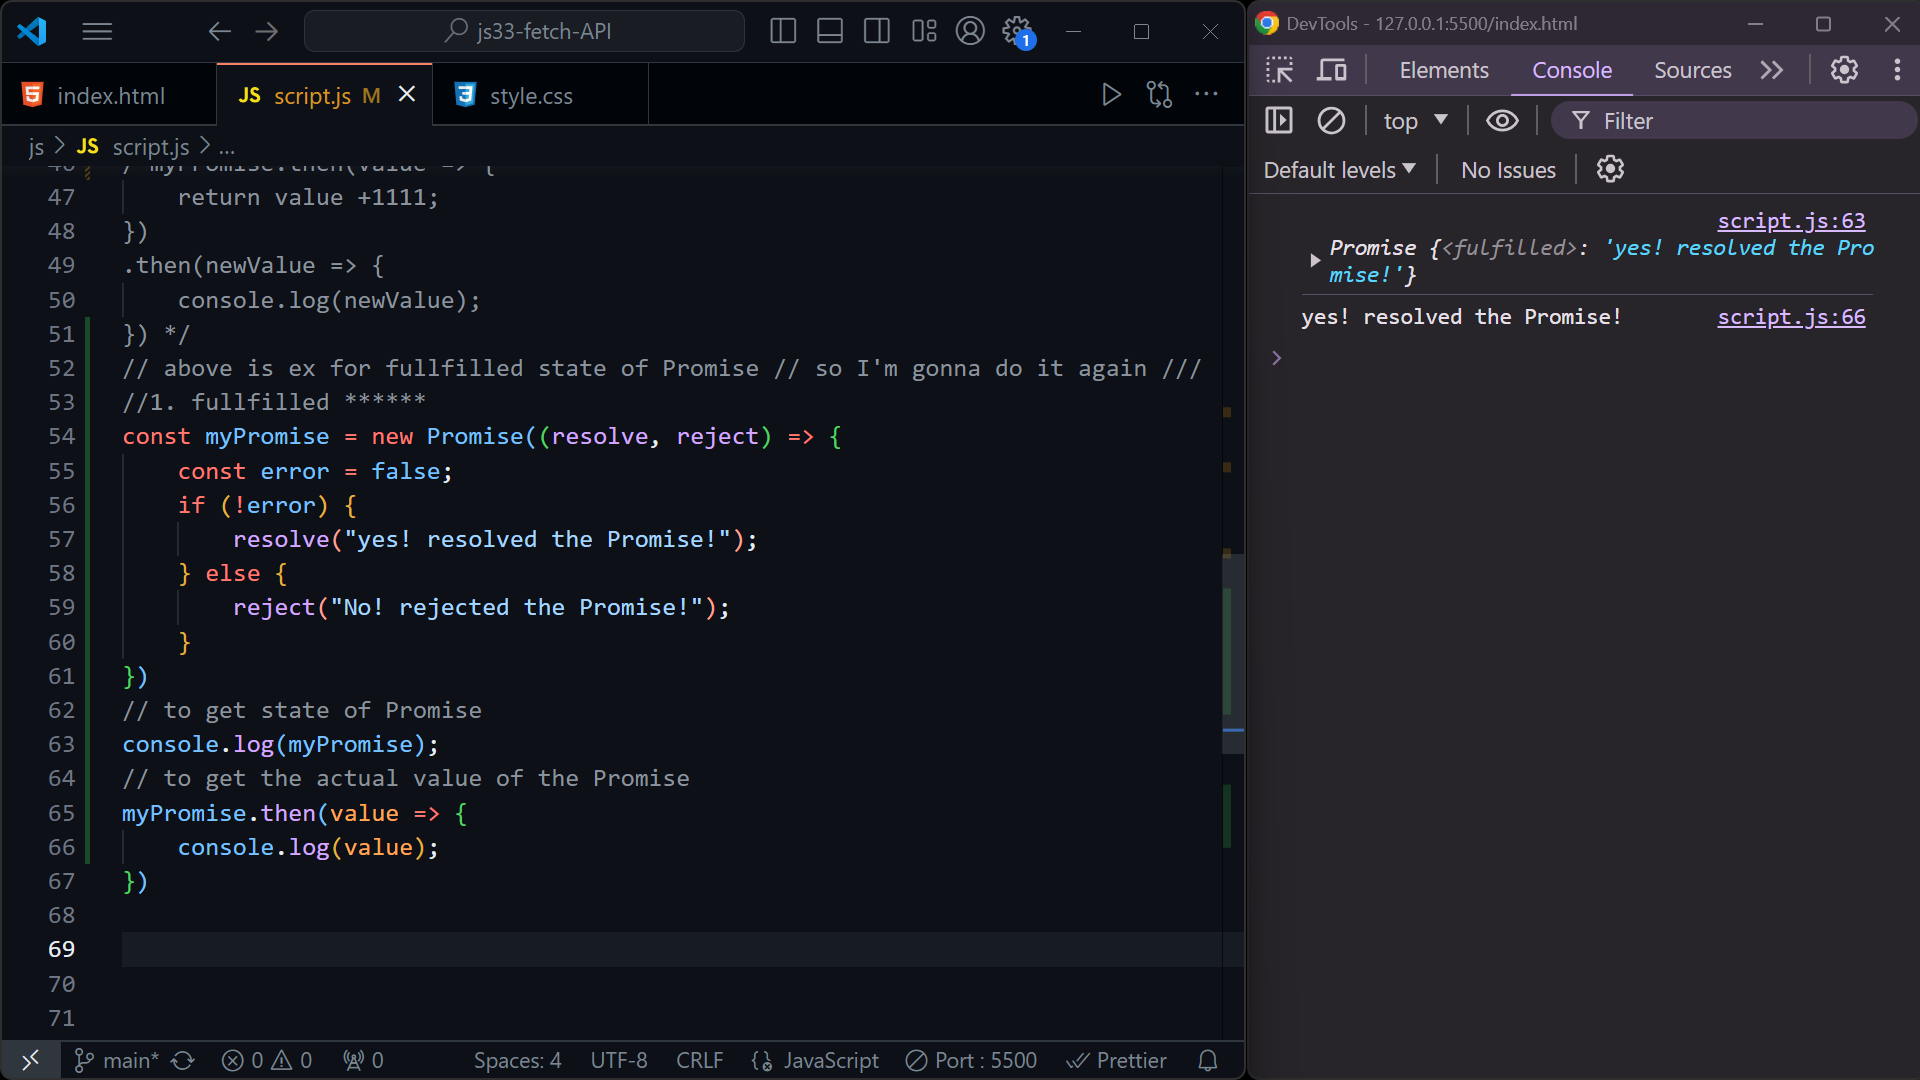 js33-fetch-API
1
index.html
JS script.js M
style.css
js > JS script.js > ...
46 / myPromise.then(value => {
47 return value +1111;
48 })
49 .then(newValue => {
50 console.log(newValue);
51 }) */
52 // above is ex for fullfilled state of Promise // so I'm gonna do it again ///
53 //1. fullfilled ******
54 const myPromise = new Promise((resolve, reject) => {
55 const error = false;
56 if (!error) {
57 resolve("yes! resolved the Promise!");
58 } else {
59 reject("No! rejected the Promise!");
60 }
61 })
62 // to get state of Promise
63 console.log(myPromise);
64 // to get the actual value of the Promise
65 myPromise.then(value => {
66 console.log(value);
67 })
68
69
70
71
main* 0 0 0 Spaces: 4 UTF-8 CRLF JavaScript Port : 5500 Prettier
DevTools - 127.0.0.1:5500/index.html
Elements Console Sources
top Filter
Default levels No Issues
script.js:63
Promise {<fulfilled>: 'yes! resolved the Pro
mise!'}
yes! resolved the Promise! script.js:66